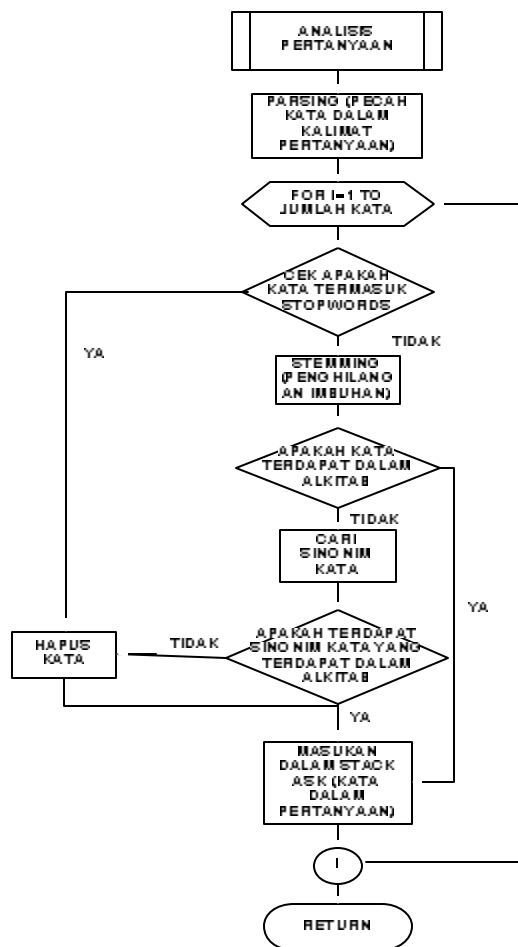 ANALISIS
PERTANYAAN
PARSING (PECAH
KATA DALAM
KALIMAT
PERTANYAAN)
FOR I=1 TO
JUMLAH KATA
CEK APAKAH
KATA TERMASUK
STOPWORDS
YA
TIDAK
STEMMING
(PENGHILANG
AN IMBUHAN)
APAKAH KATA
TERDAPAT DALAM
ALKITAB
TIDAK
YA
CARI
SINONIM
KATA
APAKAH TERDAPAT
SINONIM KATA YANG
TERDAPAT DALAM
ALKITAB
TIDAK
HAPUS
KATA
YA
MASUKAN
DALAM STACK
ASK (KATA
DALAM
PERTANYAAN)
I
RETURN